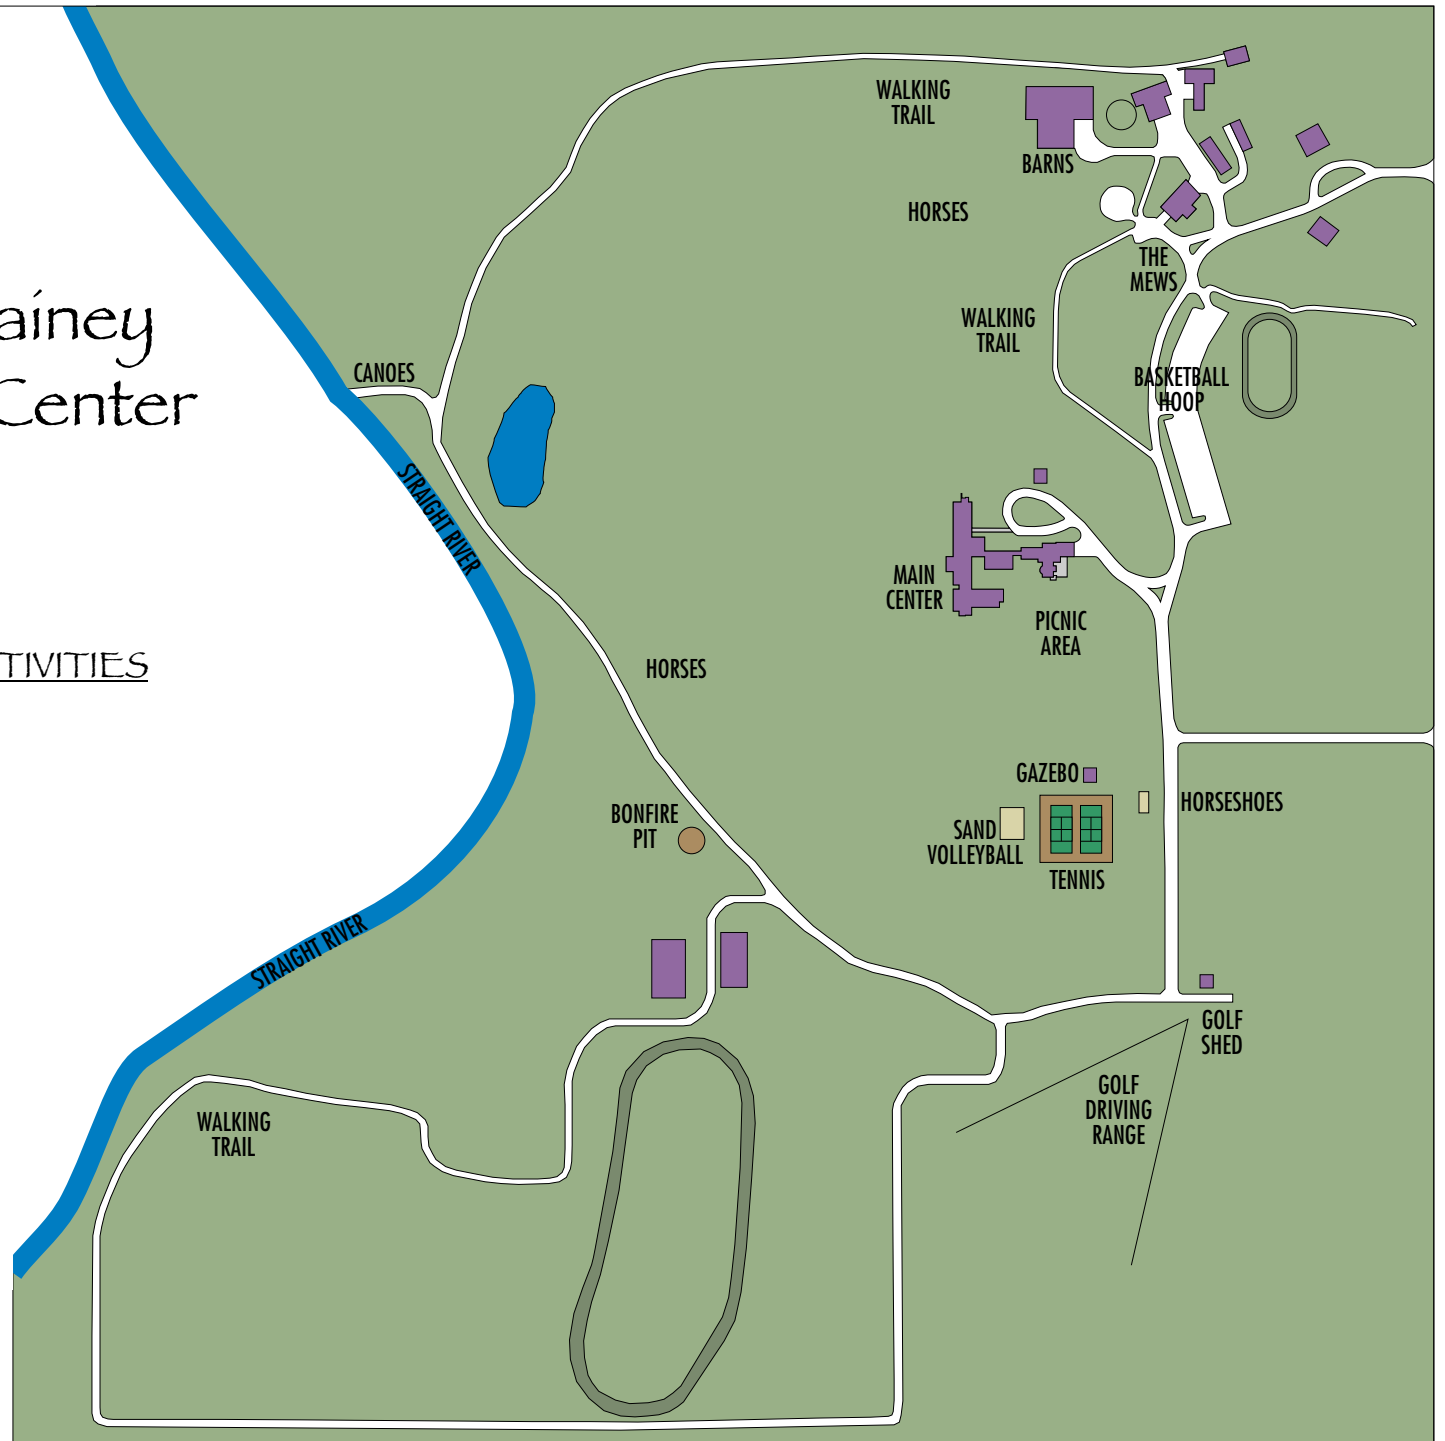 ainey
Center
TIVITIES
WALKING
TRAIL
BARNS
HORSES
THE
MEWS
WALKING
TRAIL
CANOES
BASKETBALL
HOOP
STRAIGHT RIVER
MAIN
CENTER
PICNIC
AREA
HORSES
GAZEBO
HORSESHOES
BONFIRE
PIT
SAND
VOLLEYBALL
TENNIS
STRAIGHT RIVER
GOLF
SHED
GOLF
DRIVING
RANGE
WALKING
TRAIL